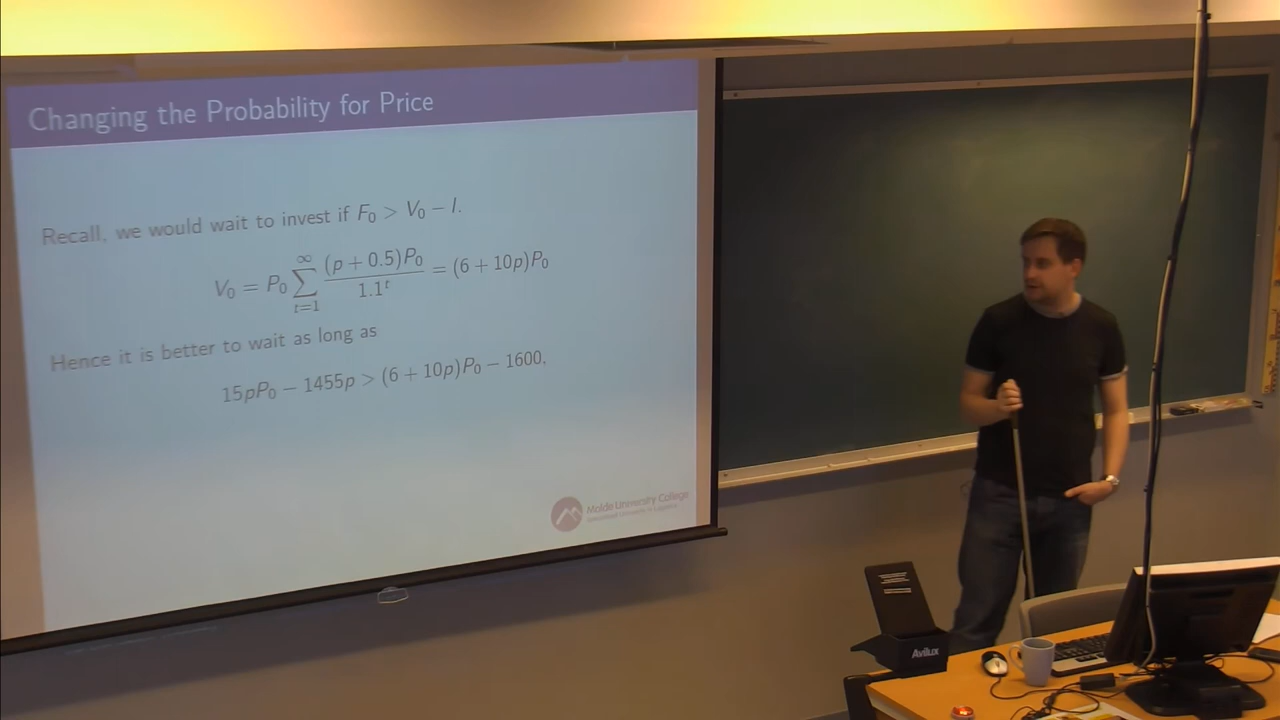 Changing the Probability for Price
Recall, we would wait to invest if F₀ > V₀ − I.
V₀ = P₀ ∑_{t=1}^{∞} (p + 0.5)P₀ / 1.1ᵗ = (6 + 10p)P₀
Hence it is better to wait as long as
15pP₀ − 1455p > (6 + 10p)P₀ − 1600,
Molde University College
Avilux